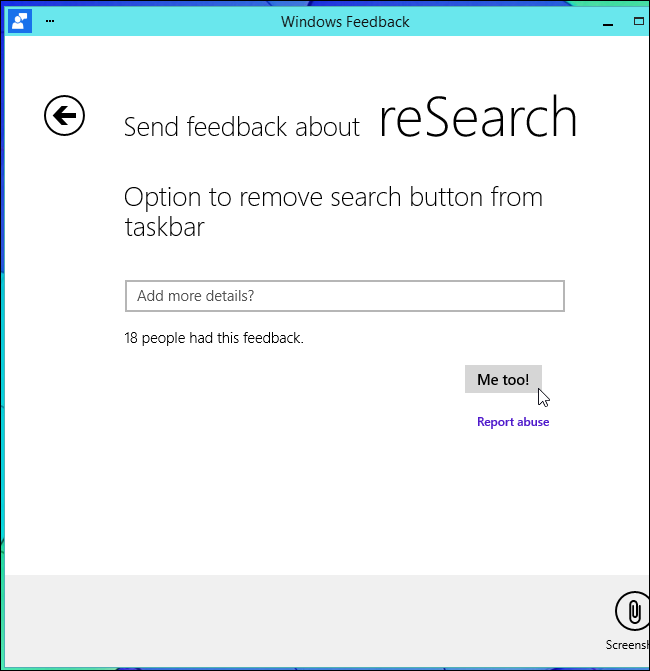 Windows Feedback
Send feedback about reSearch
Option to remove search button from
taskbar
Add more details?
18 people had this feedback.
Me too!
Report abuse